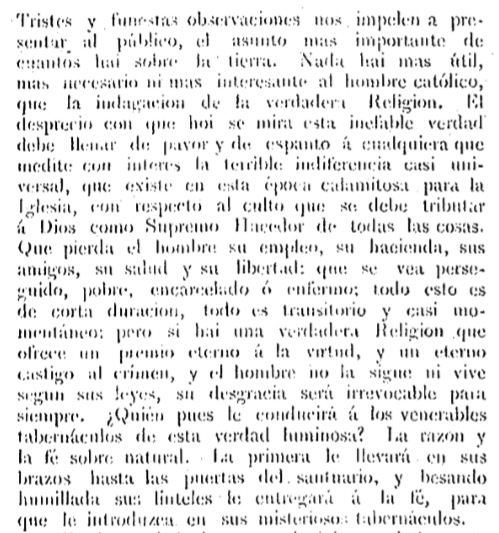 Tristes y funestas observaciones nos impelen a pre-
sentar al público, el asunto mas importante de
cuantos hai sobre la tierra. Nada hai mas útil,
mas necesario ni mas interesante al hombre católico,
que la indagacion de la verdadera Religion. El
desprecio con que hoi se mira esta inefable verdad
debe llenar de pavor y de espanto á cualquiera que
medite con interes la terrible indiferencia casi uni-
versal, que existe en esta época calamitosa para la
Iglesia, con respecto al culto que se debe tributar
á Dios como Supremo Hacedor de todas las cosas.
Que pierda el hombre su empleo, su hacienda, sus
amigos, su salud y su libertad: que se vea perse-
guido, pobre, encarcelado ó enfermo; todo esto es
de corta duracion, todo es transitorio y casi mo-
mentáneo; pero si hai una verdadera Religion que
ofrece un premio eterno á la virtud, y un eterno
castigo al crímen, y el hombre no la sigue ni vive
segun sus leyes, su desgracia será irrevocable para
siempre. ¿Quién pues le conducirá á los venerables
tabernáculos de esta verdad luminosa? La razon y
la fé sobre natural. La primera le llevará en sus
brazos hasta las puertas del santuario, y besando
humillada sus linteles le entregará á la fé, para
que le introduzca en sus misteriosos tabernáculos.